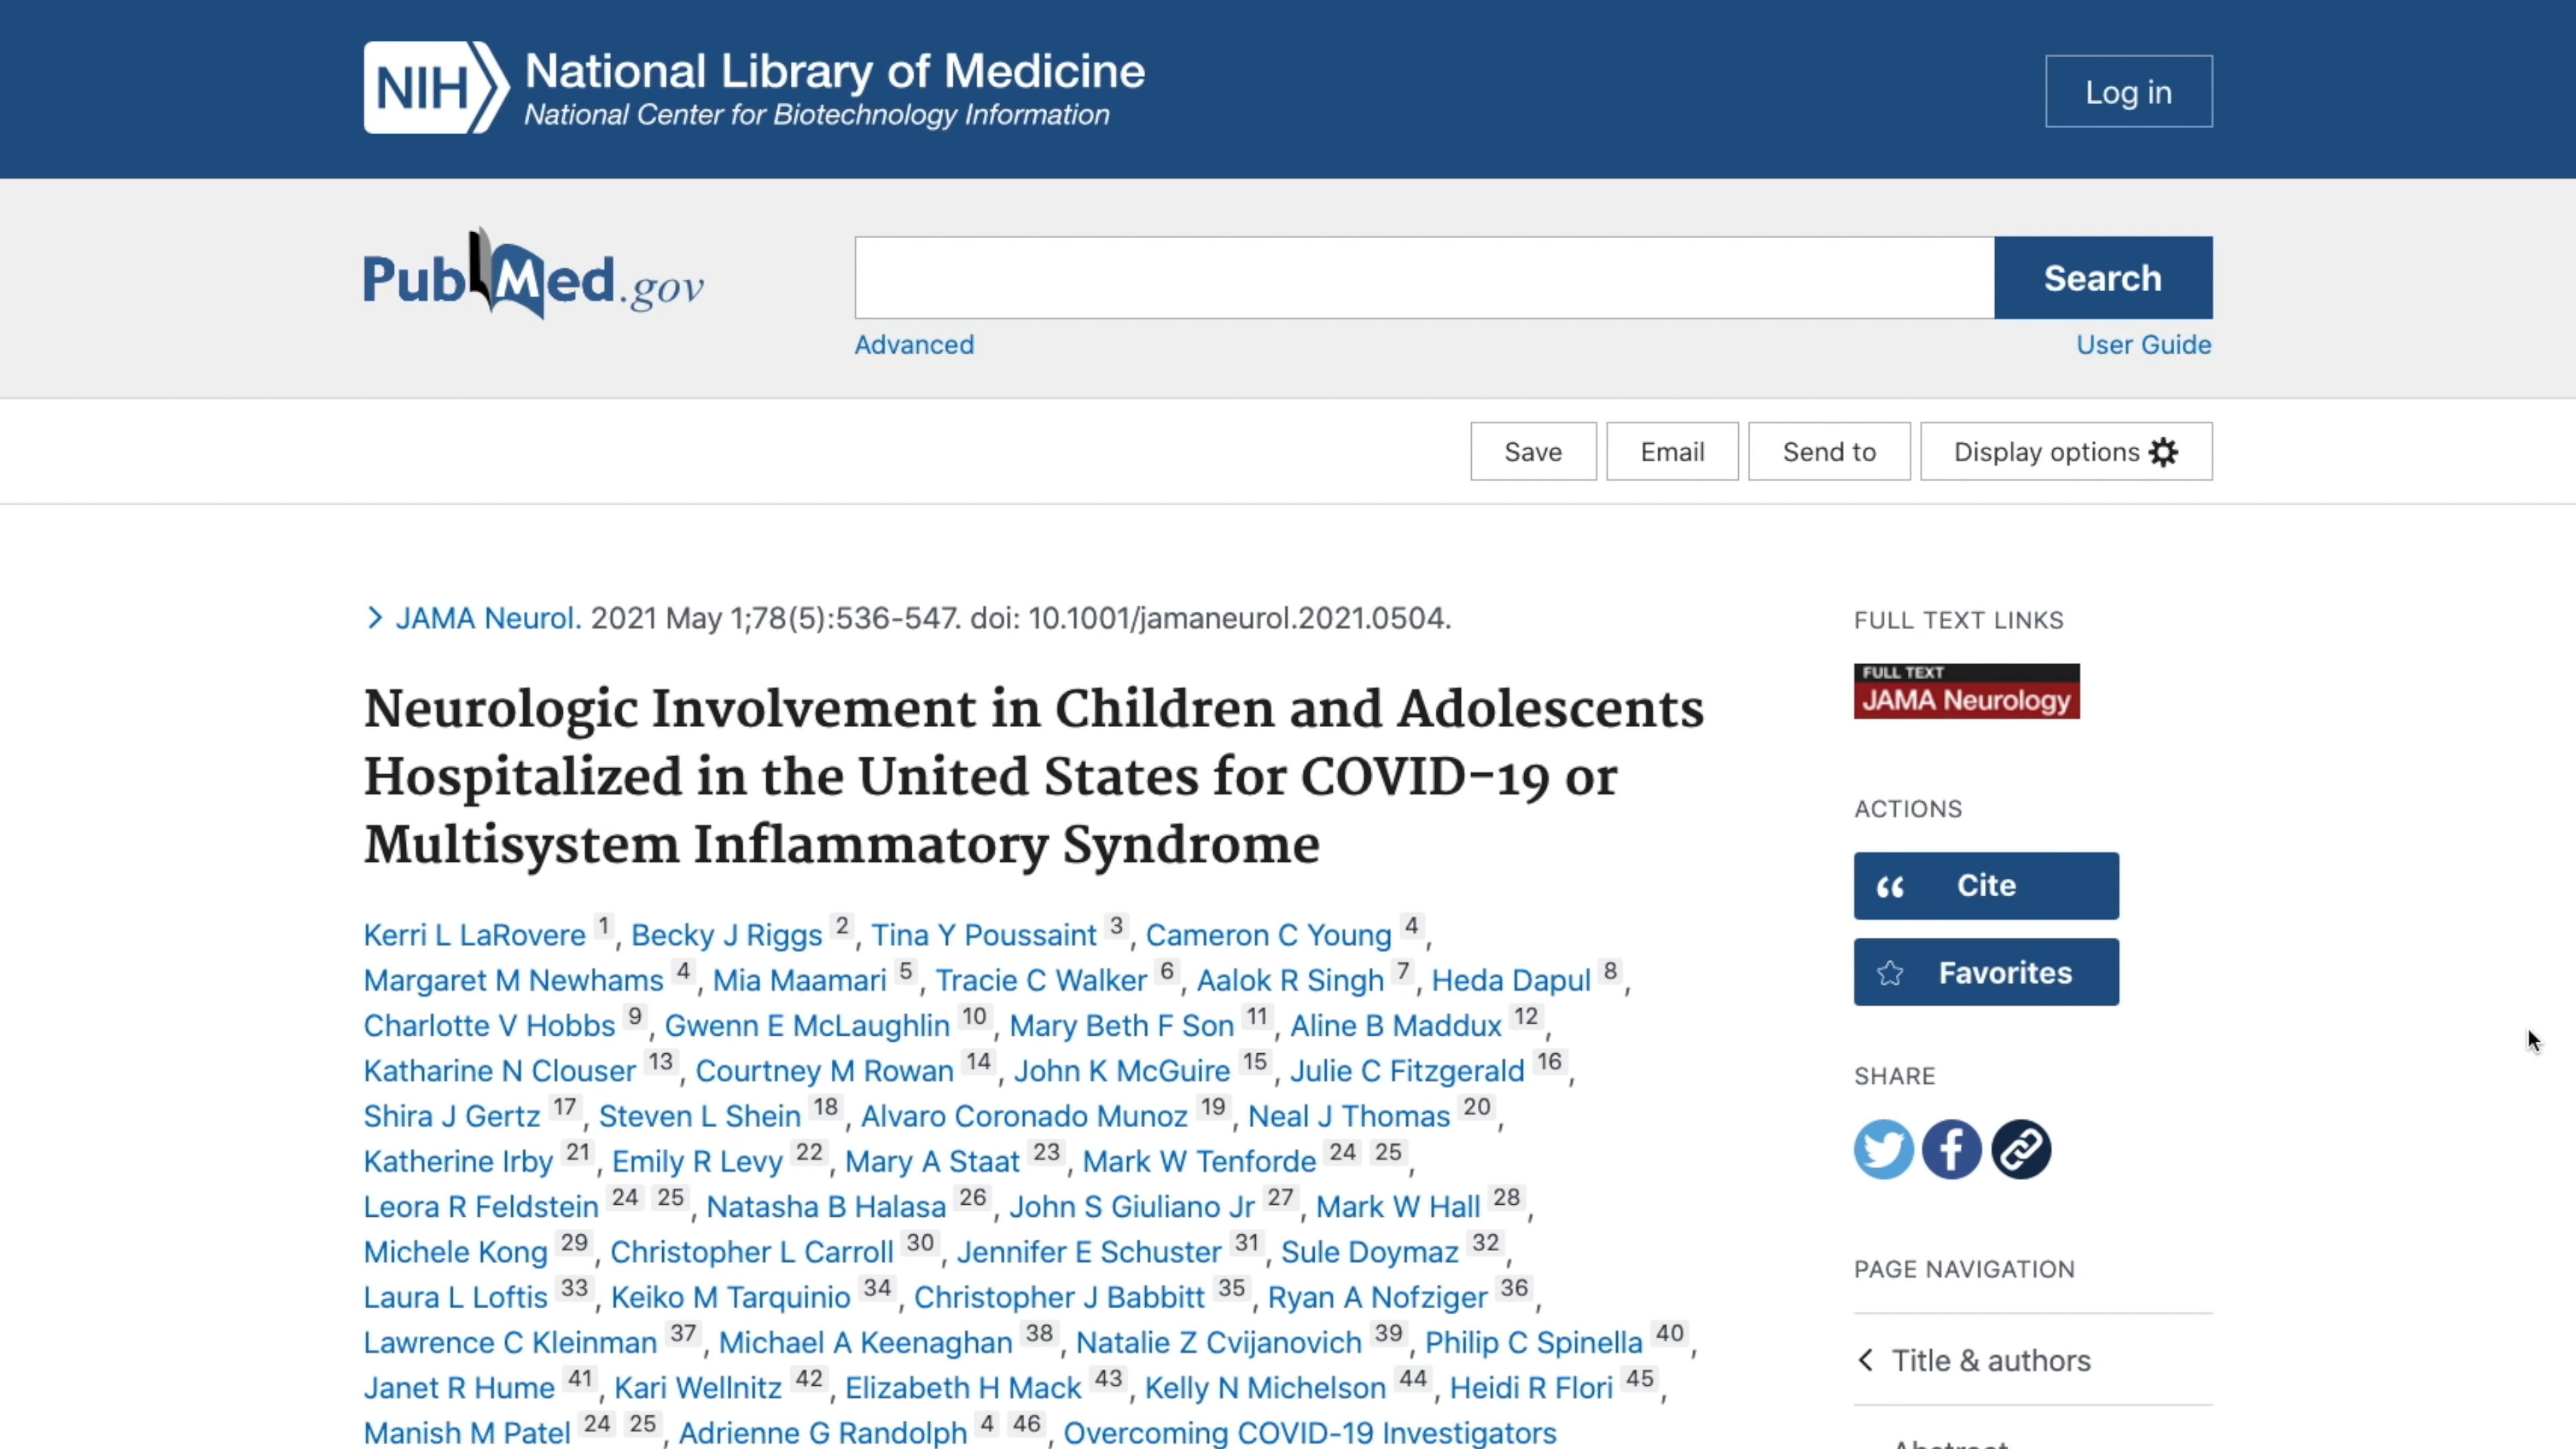 NIH National Library of Medicine
National Center for Biotechnology Information
Log in
PubMed.gov
Search
Advanced
User Guide
Save
Email
Send to
Display options
JAMA Neurol. 2021 May 1;78(5):536-547. doi: 10.1001/jamaneurol.2021.0504.
Neurologic Involvement in Children and Adolescents
Hospitalized in the United States for COVID-19 or
Multisystem Inflammatory Syndrome
Kerri L LaRovere 1, Becky J Riggs 2, Tina Y Poussaint 3, Cameron C Young 4,
Margaret M Newhams 4, Mia Maamari 5, Tracie C Walker 6, Aalok R Singh 7, Heda Dapul 8,
Charlotte V Hobbs 9, Gwenn E McLaughlin 10, Mary Beth F Son 11, Aline B Maddux 12,
Katharine N Clouser 13, Courtney M Rowan 14, John K McGuire 15, Julie C Fitzgerald 16,
Shira J Gertz 17, Steven L Shein 18, Alvaro Coronado Munoz 19, Neal J Thomas 20,
Katherine Irby 21, Emily R Levy 22, Mary A Staat 23, Mark W Tenforde 24 25,
Leora R Feldstein 24 25, Natasha B Halasa 26, John S Giuliano Jr 27, Mark W Hall 28,
Michele Kong 29, Christopher L Carroll 30, Jennifer E Schuster 31, Sule Doymaz 32,
Laura L Loftis 33, Keiko M Tarquinio 34, Christopher J Babbitt 35, Ryan A Nofziger 36,
Lawrence C Kleinman 37, Michael A Keenaghan 38, Natalie Z Cvijanovich 39, Philip C Spinella 40,
Janet R Hume 41, Kari Wellnitz 42, Elizabeth H Mack 43, Kelly N Michelson 44, Heidi R Flori 45,
Manish M Patel 24 25, Adrienne G Randolph 4 46, Overcoming COVID-19 Investigators
FULL TEXT LINKS
FULL TEXT
JAMA Neurology
ACTIONS
Cite
Favorites
SHARE
PAGE NAVIGATION
Title & authors
Abstract